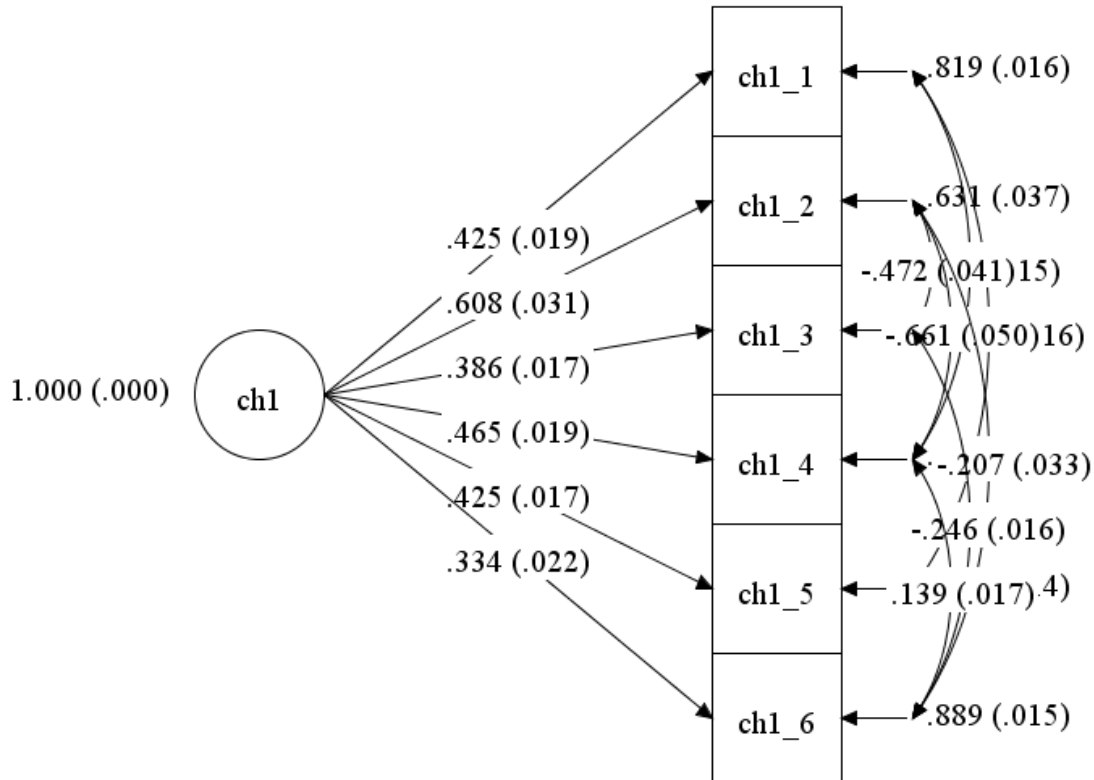 ch1_1
.819 (.016)
ch1_2
.631 (.037)
.425 (.019)
-.472 (.041)15)
.608 (.031)
ch1_3
-.661 (.050)16)
.386 (.017)
1.000 (.000)
ch1
.465 (.019)
ch1_4
-.207 (.033)
.425 (.017)
-.246 (.016)
.334 (.022)
ch1_5
.139 (.017)
4)
ch1_6
.889 (.015)